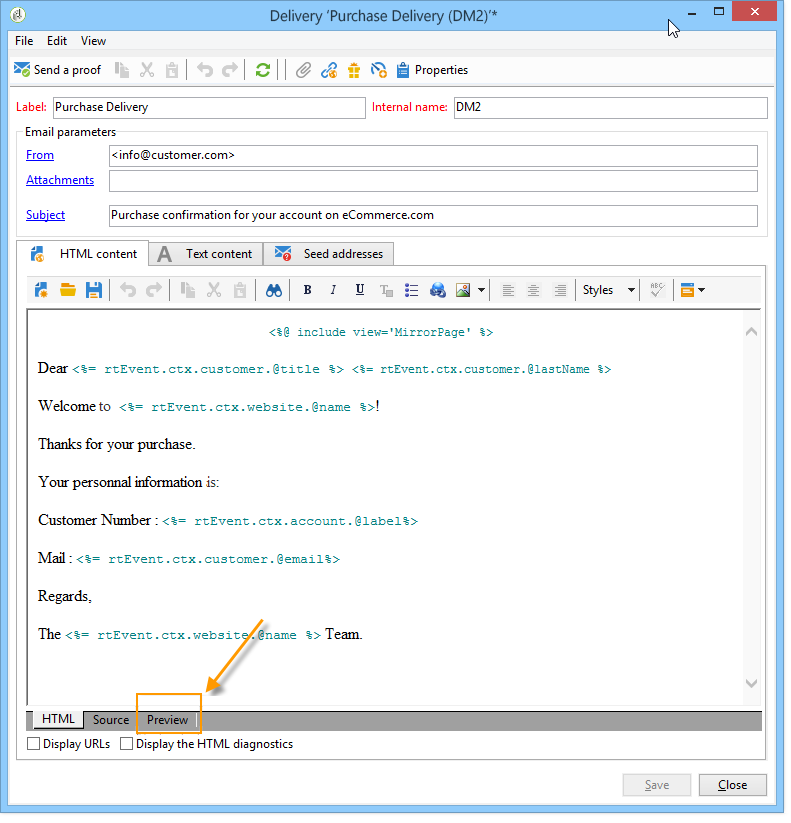 Delivery 'Purchase Delivery (DM2)'*
File Edit View
Send a proof Properties
Label: Purchase Delivery Internal name: DM2
Email parameters
From <info@customer.com>
Attachments
Subject Purchase confirmation for your account on eCommerce.com
HTML content A Text content Seed addresses
B I U T Styles ABC
<%@ include view='MirrorPage' %>
Dear <%= rtEvent.ctx.customer.@title %> <%= rtEvent.ctx.customer.@lastName %>
Welcome to <%= rtEvent.ctx.website.@name %>!
Thanks for your purchase.
Your personnal information is:
Customer Number : <%= rtEvent.ctx.account.@label%>
Mail : <%= rtEvent.ctx.customer.@email%>
Regards,
The <%= rtEvent.ctx.website.@name %> Team.
HTML Source Preview
Display URLs Display the HTML diagnostics
Save Close